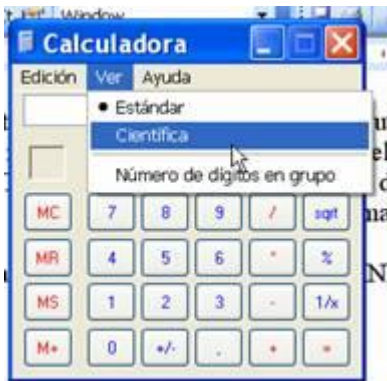 Window
Calculadora
Edición Ver Ayuda
Estándar
Científica
Número de dígitos en grupo
MC 7 8 9 / sqrt
MR 4 5 6 * %
MS 1 2 3 - 1/x
M+ 0 +/- . + =